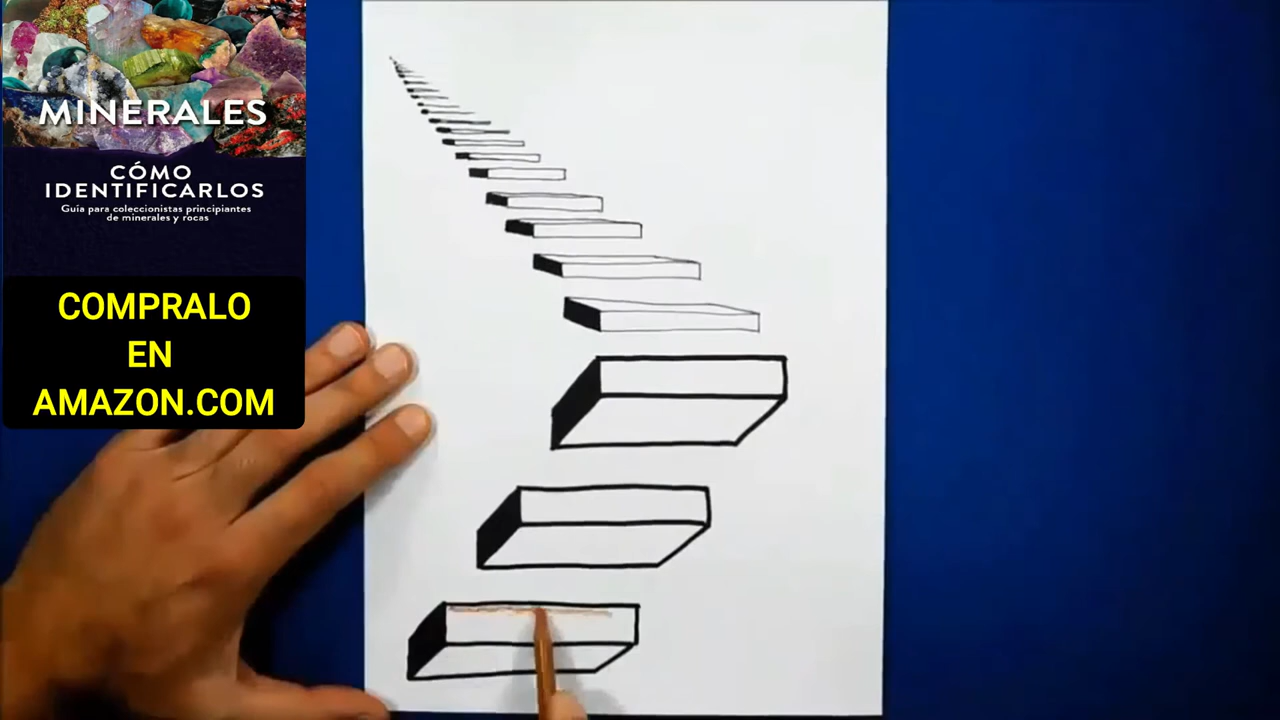 MINERALES
CÓMO
IDENTIFICARLOS
Guía para coleccionistas principiantes
de minerales y rocas
COMPRALO
EN
AMAZON.COM